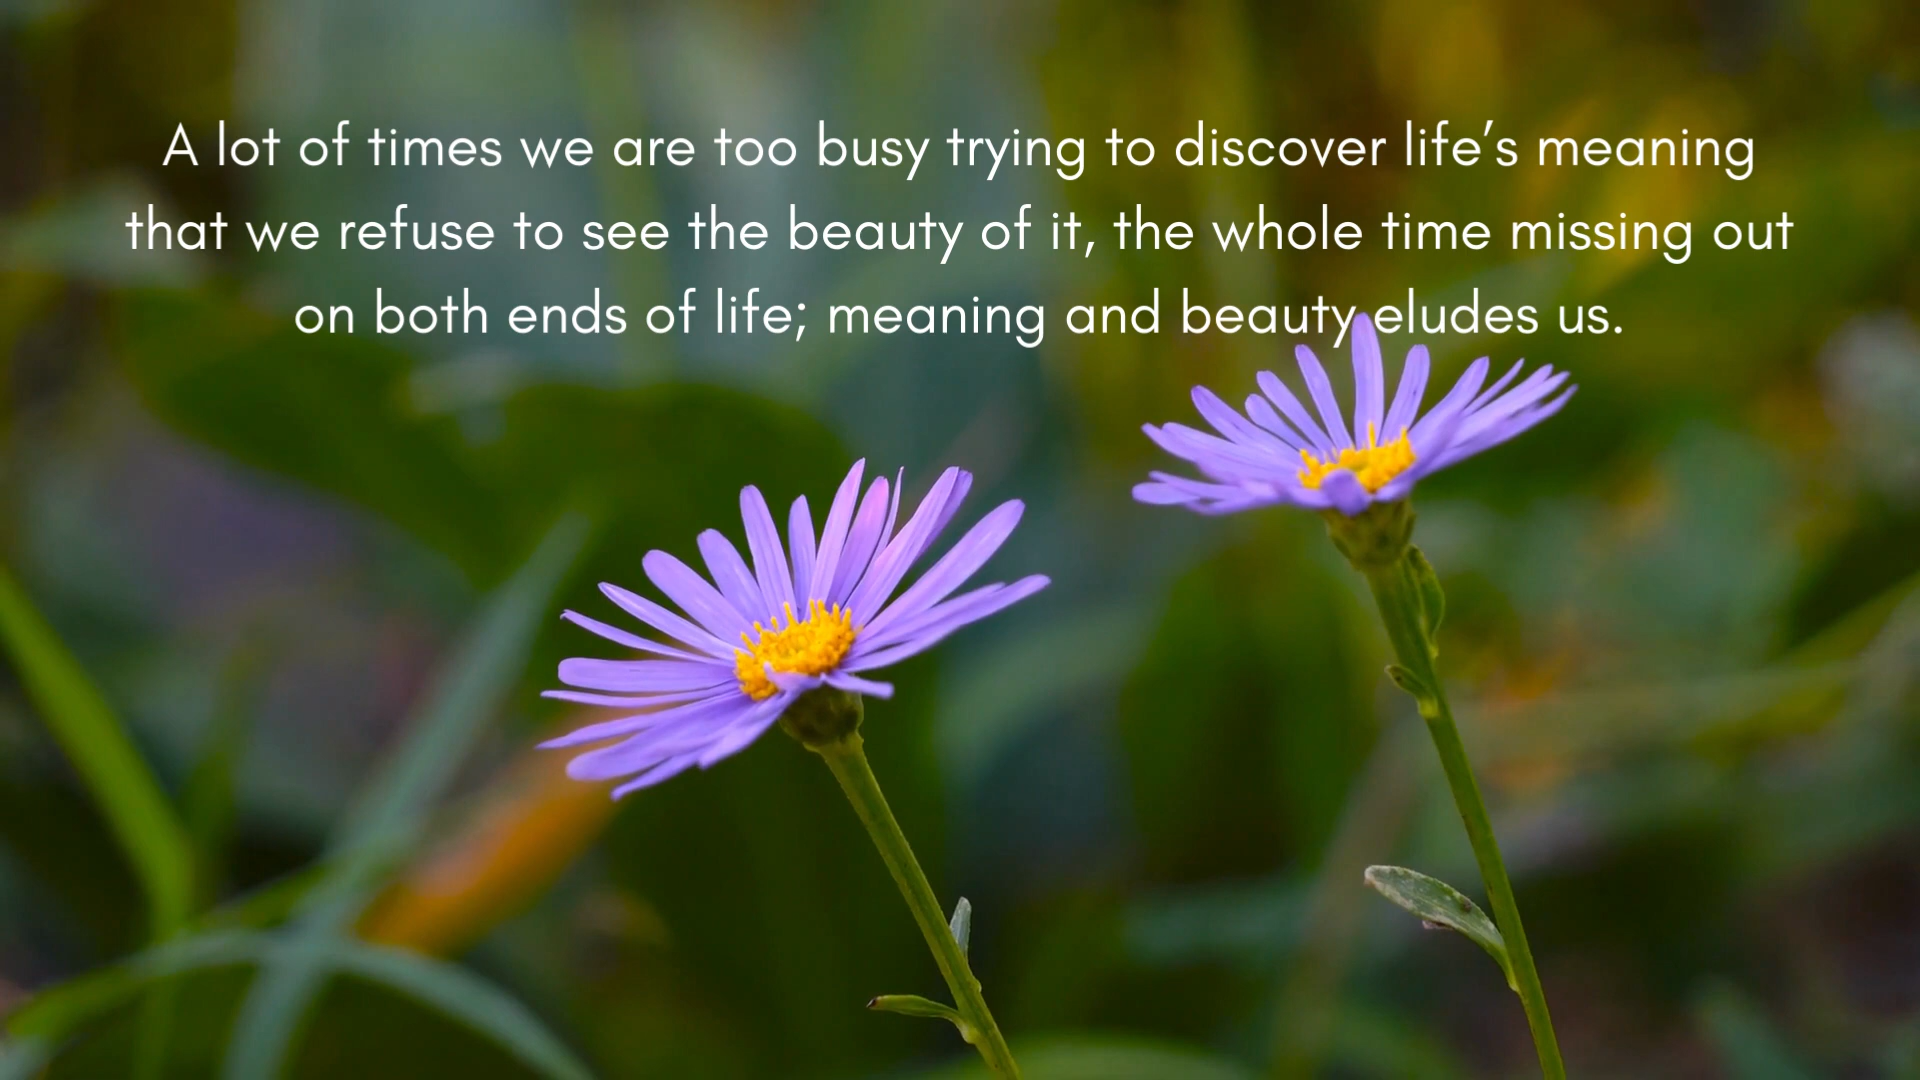 A lot of times we are too busy trying to discover life’s meaning
that we refuse to see the beauty of it, the whole time missing out
on both ends of life; meaning and beauty eludes us.